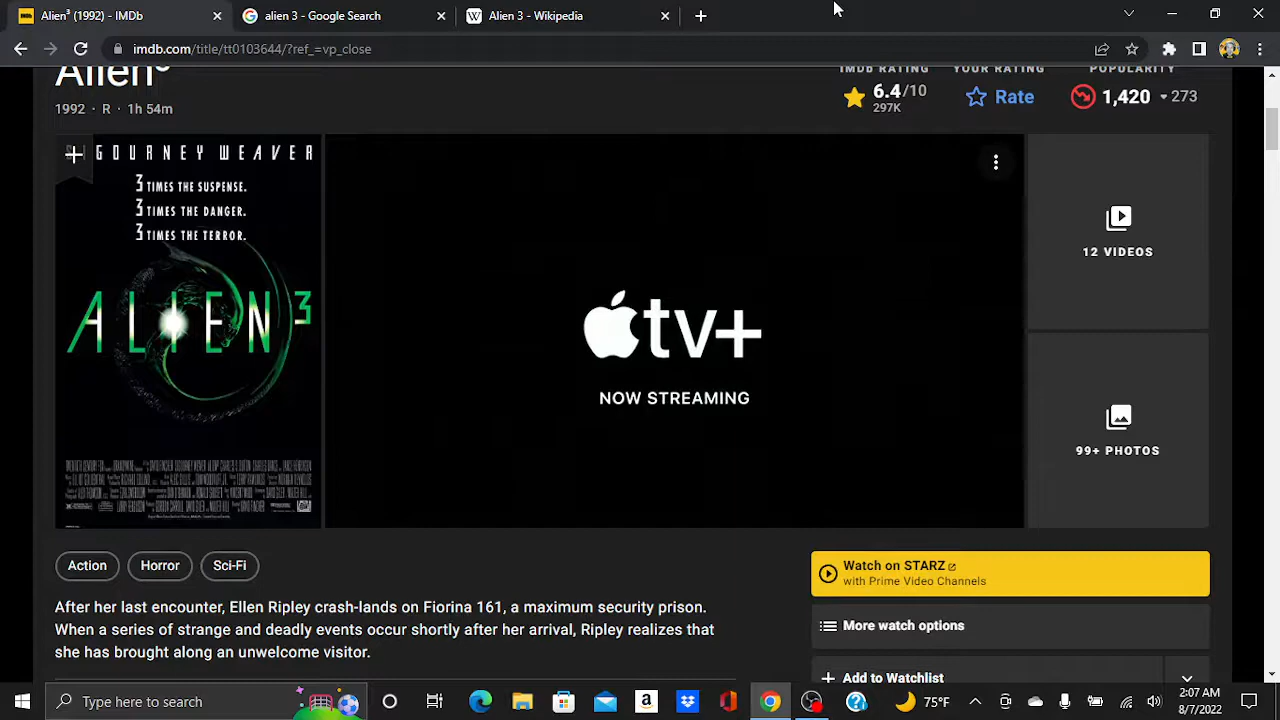 Alien³ (1992) - IMDb
alien 3 - Google Search
Alien 3 - Wikipedia
imdb.com/title/tt0103644/?ref_=vp_close
Alien³
IMDb RATING
YOUR RATING
POPULARITY
1992 · R · 1h 54m
6.4/10
297K
Rate
1,420
273
SIGOURNEY WEAVER
3 TIMES THE SUSPENSE.
3 TIMES THE DANGER.
3 TIMES THE TERROR.
ALIEN 3
tv+
NOW STREAMING
12 VIDEOS
99+ PHOTOS
Action
Horror
Sci-Fi
After her last encounter, Ellen Ripley crash-lands on Fiorina 161, a maximum security prison.
When a series of strange and deadly events occur shortly after her arrival, Ripley realizes that
she has brought along an unwelcome visitor.
Watch on STARZ
with Prime Video Channels
More watch options
Add to Watchlist
Type here to search
75°F
2:07 AM
8/7/2022